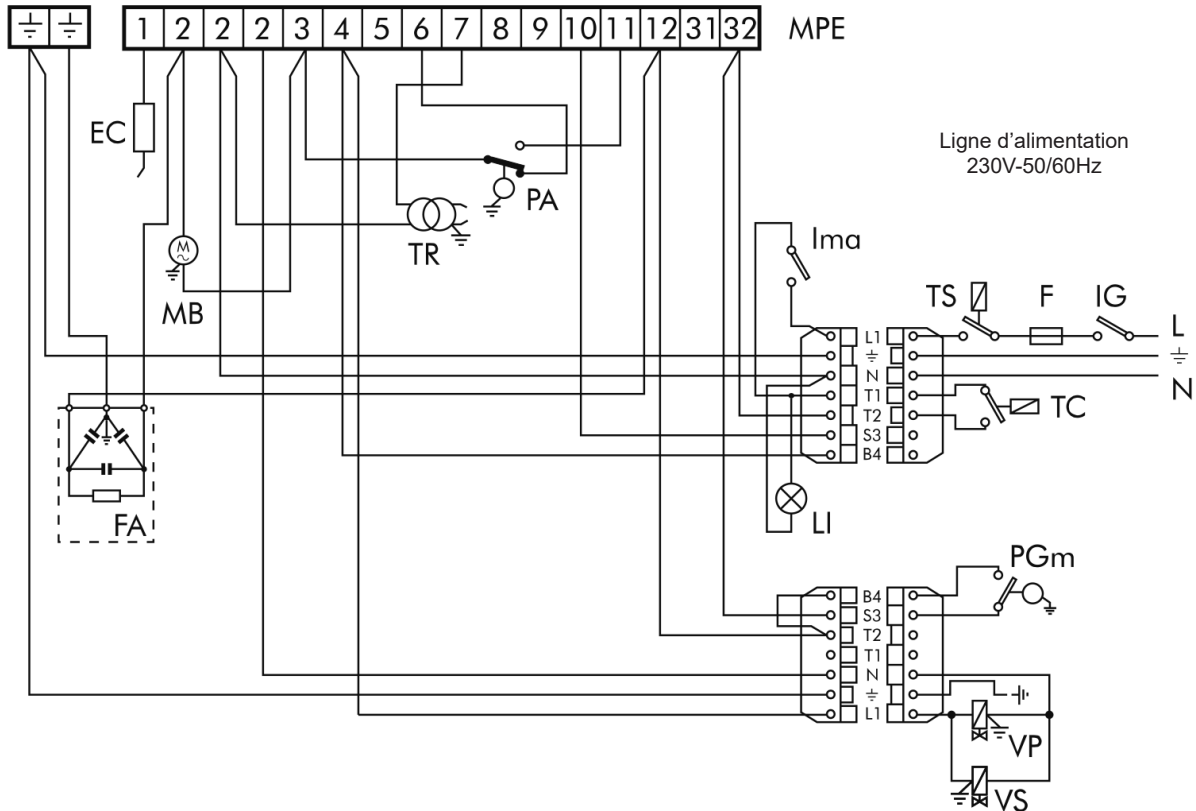 1 2 2 2 3 4 5 6 7 8 9 10 11 12 31 32 MPE
EC
Ligne d'alimentation
230V-50/60Hz
PA
TR
MB
M
Ima
TS F IG
L
N
TC
L1
N
T1
T2
S3
B4
LI
FA
PGm
B4
S3
T2
T1
N
L1
VP
VS